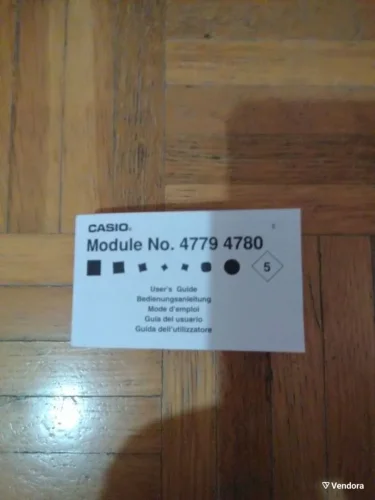 CASIO®
Module No. 4779 4780
5
User's Guide
Bedienungsanleitung
Mode d'emploi
Guía del usuario
Guida dell'utilizzatore
Vendora